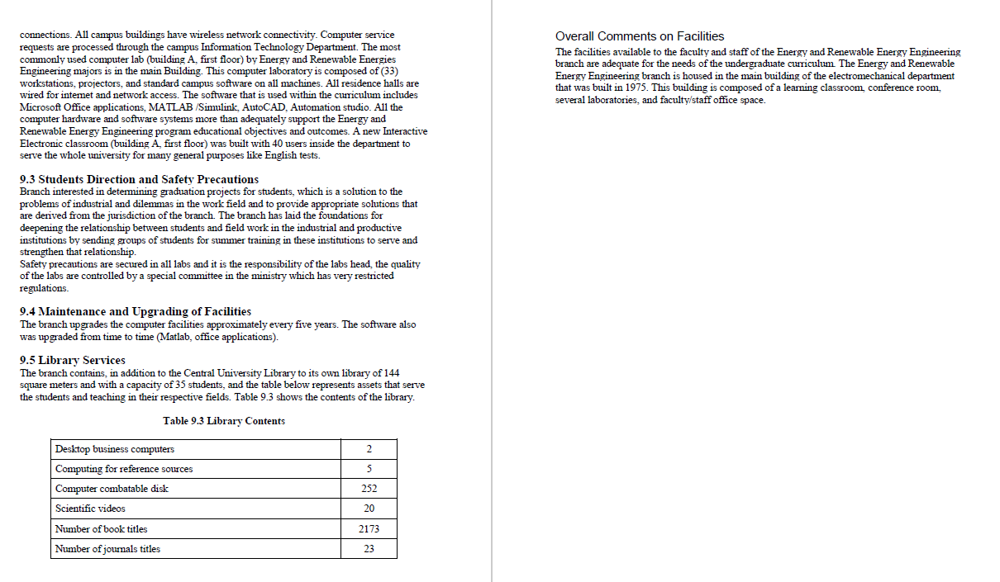 connections. All campus buildings have wireless network connectivity. Computer service
requests are processed through the campus Information Technology Department. The most
commonly used computer lab (building A, first floor) by Energy and Renewable Energies
Engineering majors is in the main Building. This computer laboratory is composed of (33)
workstations, projectors, and standard campus software on all machines. All residence halls are
wired for internet and network access. The software that is used within the curriculum includes
Microsoft Office applications, MATLAB /Simulink, AutoCAD, Automation studio. All the
computer hardware and software systems more than adequately support the Energy and
Renewable Energy Engineering program educational objectives and outcomes. A new Interactive
Electronic classroom (building A, first floor) was built with 40 users inside the department to
serve the whole university for many general purposes like English tests.
9.3 Students Direction and Safety Precautions
Branch interested in determining graduation projects for students, which is a solution to the
problems of industrial and dilemmas in the work field and to provide appropriate solutions that
are derived from the jurisdiction of the branch. The branch has laid the foundations for
deepening the relationship between students and field work in the industrial and productive
institutions by sending groups of students for summer training in these institutions to serve and
strengthen that relationship.
Safety precautions are secured in all labs and it is the responsibility of the labs head, the quality
of the labs are controlled by a special committee in the ministry which has very restricted
regulations.
9.4 Maintenance and Upgrading of Facilities
The branch upgrades the computer facilities approximately every five years. The software also
was upgraded from time to time (Matlab, office applications).
9.5 Library Services
The branch contains, in addition to the Central University Library to its own library of 144
square meters and with a capacity of 35 students, and the table below represents assets that serve
the students and teaching in their respective fields. Table 9.3 shows the contents of the library.
Table 9.3 Library Contents
Desktop business computers 2
Computing for reference sources 5
Computer combatable disk 252
Scientific videos 20
Number of book titles 2173
Number of journals titles 23
Overall Comments on Facilities
The facilities available to the faculty and staff of the Energy and Renewable Energy Engineering
branch are adequate for the needs of the undergraduate curriculum. The Energy and Renewable
Energy Engineering branch is housed in the main building of the electromechanical department
that was built in 1975. This building is composed of a learning classroom, conference room,
several laboratories, and faculty/staff office space.